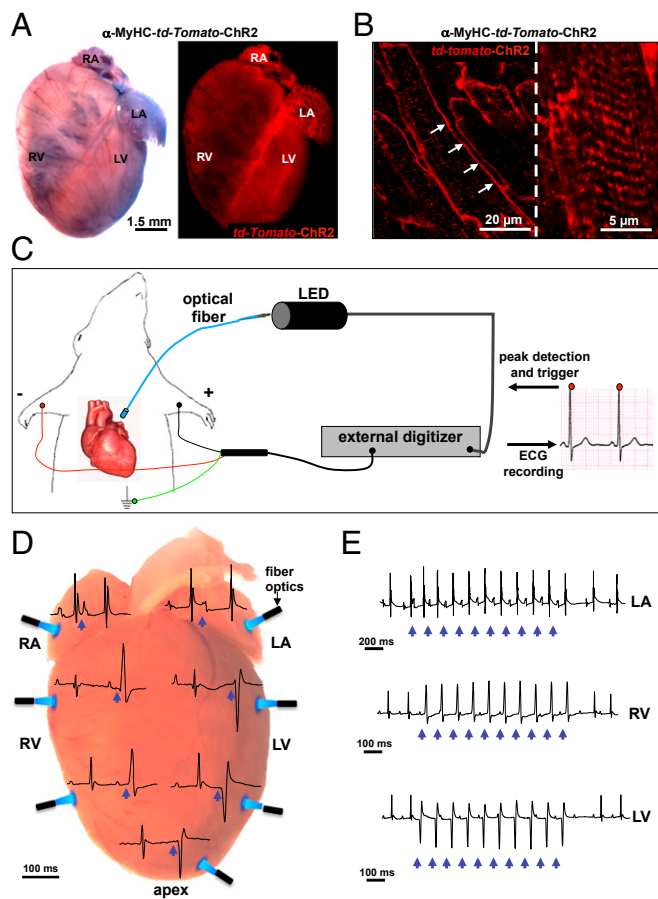 A
α-MyHC-td-Tomato-ChR2
RA
LA
RV
LV
1.5 mm
RA
LA
RV
LV
td-Tomato-ChR2
B
α-MyHC-td-Tomato-ChR2
td-tomato-ChR2
20 µm
5 µm
C
optical
fiber
LED
-
+
external digitizer
peak detection
and trigger
ECG
recording
D
fiber
optics
RA
LA
RV
LV
100 ms
apex
E
LA
200 ms
RV
100 ms
LV
100 ms